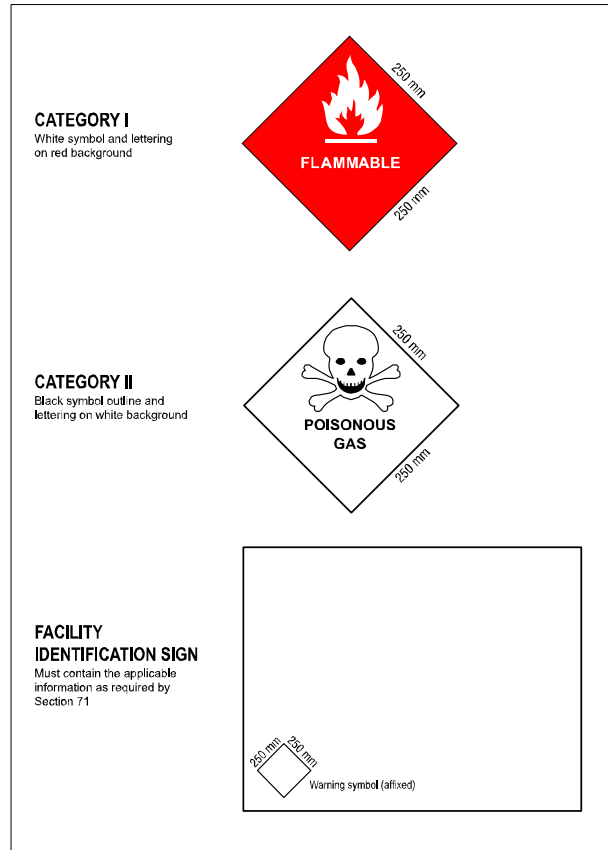 CATEGORY I
White symbol and lettering
on red background
250 mm
FLAMMABLE
250 mm
CATEGORY II
Black symbol outline and
lettering on white background
250 mm
POISONOUS
GAS
250 mm
FACILITY
IDENTIFICATION SIGN
Must contain the applicable
information as required by
Section 71
250 mm
250 mm
Warning symbol (affixed)